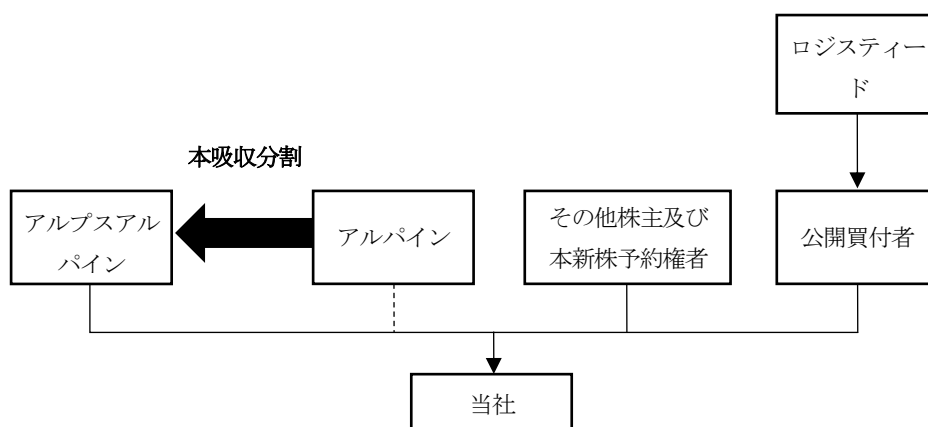 ロジスティー
ド
本吸収分割
アルプスアル
パイン
アルパイン
その他株主及び
本新株予約権者
公開買付者
当社